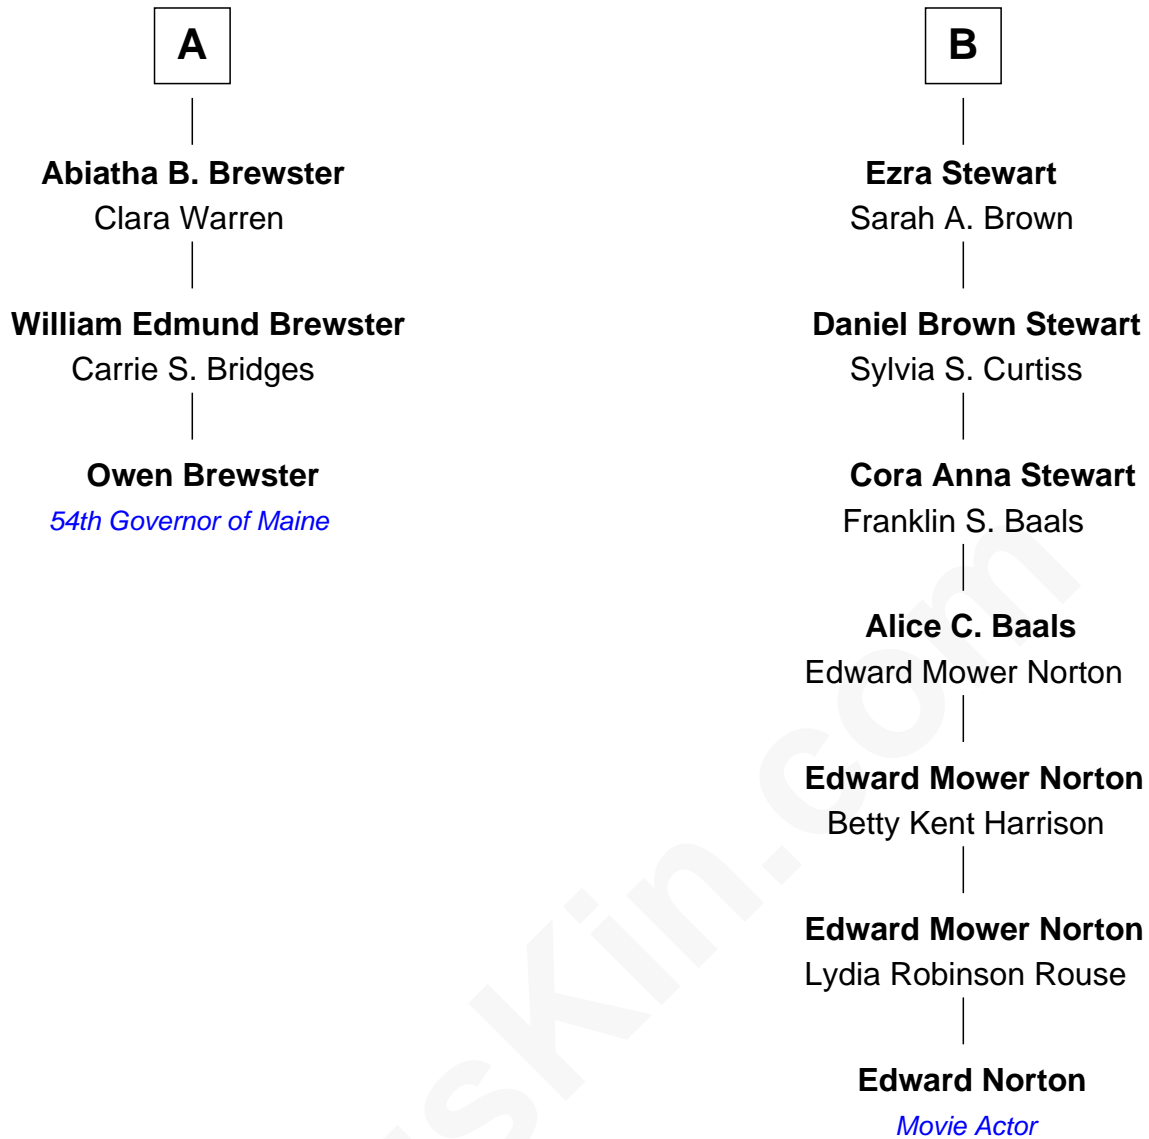 A
Abiatha B. Brewster
Clara Warren
William Edmund Brewster
Carrie S. Bridges
Owen Brewster
54th Governor of Maine
B
Ezra Stewart
Sarah A. Brown
Daniel Brown Stewart
Sylvia S. Curtiss
Cora Anna Stewart
Franklin S. Baals
Alice C. Baals
Edward Mower Norton
Edward Mower Norton
Betty Kent Harrison
Edward Mower Norton
Lydia Robinson Rouse
Edward Norton
Movie Actor
sKin.com